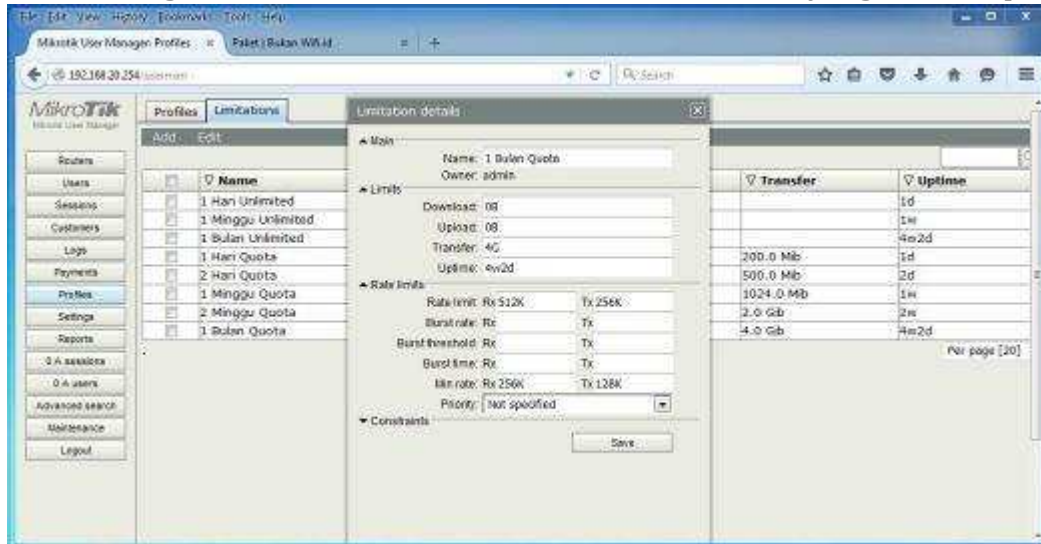 File Edit View History Bookmarks Tools Help
Mikrotik User Manager Profiles
Paket | Bukan Wifi.id
192.168.20.254/userman
Search
MikroTik
Mikrotik User Manager
Profiles Limitations
Add Edit
Routers
Users
Sessions
Customers
Logs
Payments
Profiles
Settings
Reports
0 A sessions
0 A users
Advanced search
Maintenance
Logout
Name Transfer Uptime
1 Hari Unlimited 1d
1 Minggu Unlimited 1w
1 Bulan Unlimited 4w2d
1 Hari Quota 200.0 Mib 1d
2 Hari Quota 500.0 Mib 2d
1 Minggu Quota 1024.0 Mib 1w
2 Minggu Quota 2.0 Gib 2w
1 Bulan Quota 4.0 Gib 4w2d
Per page [20]
Limitation details
Main
Name: 1 Bulan Quota
Owner: admin
Limits
Download: 0B
Upload: 0B
Transfer: 4G
Uptime: 4w2d
Rate limits
Rate limit: Rx 512K Tx 256K
Burst rate: Rx Tx
Burst threshold: Rx Tx
Burst time: Rx Tx
Min rate: Rx 256K Tx 128K
Priority: Not specified
Constraints
Save